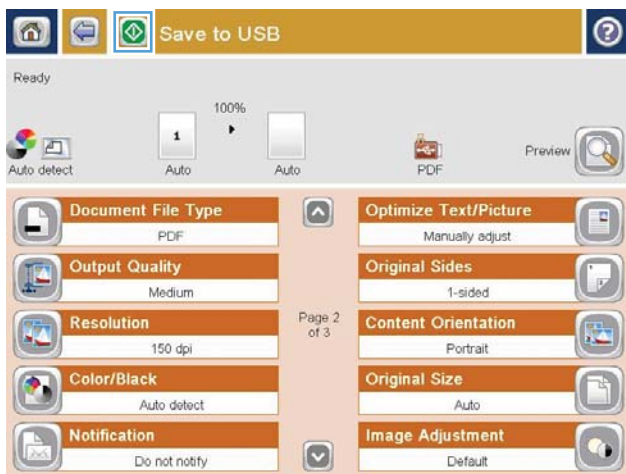 Save to USB
?
Ready
100%
1
Auto detect
Auto
Auto
PDF
Preview
Document File Type
PDF
Output Quality
Medium
Resolution
150 dpi
Color/Black
Auto detect
Notification
Do not notify
Page 2
of 3
Optimize Text/Picture
Manually adjust
Original Sides
1-sided
Content Orientation
Portrait
Original Size
Auto
Image Adjustment
Default